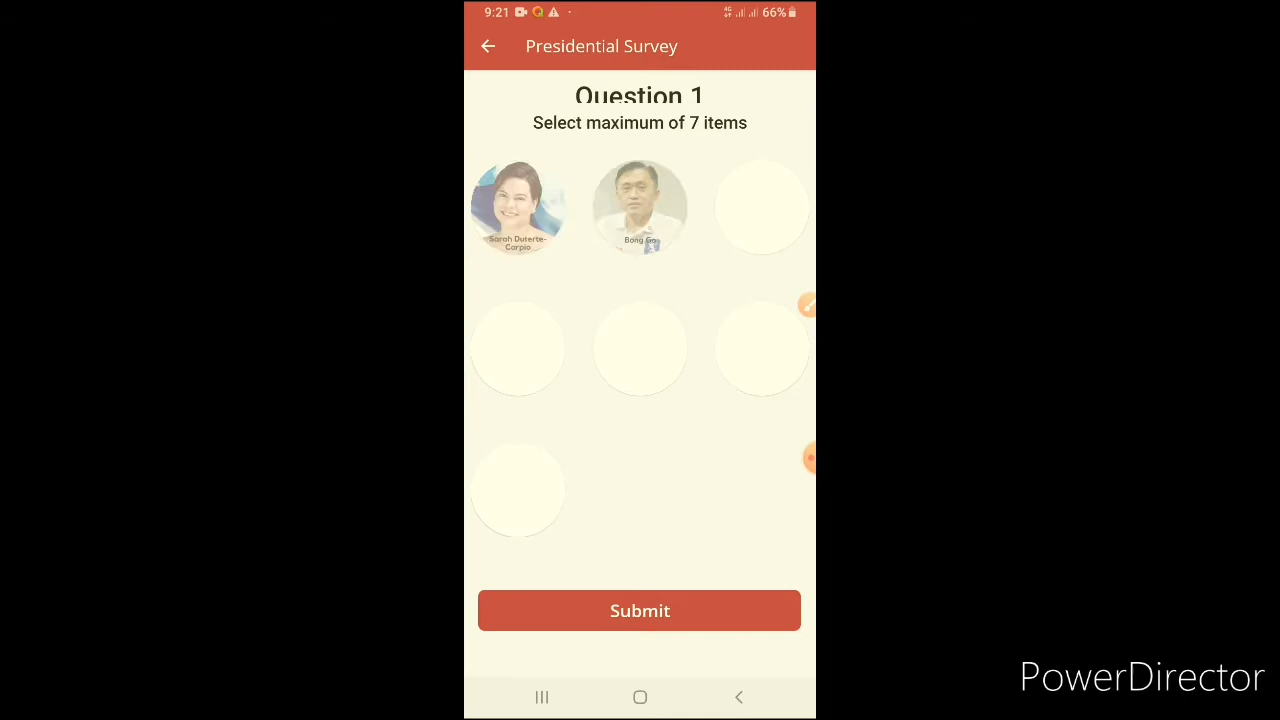 9:21
4G 66%
Presidential Survey
Question 1
Select maximum of 7 items
Sarah Duterte-
Carpio
Bong Go
Submit
PowerDirector